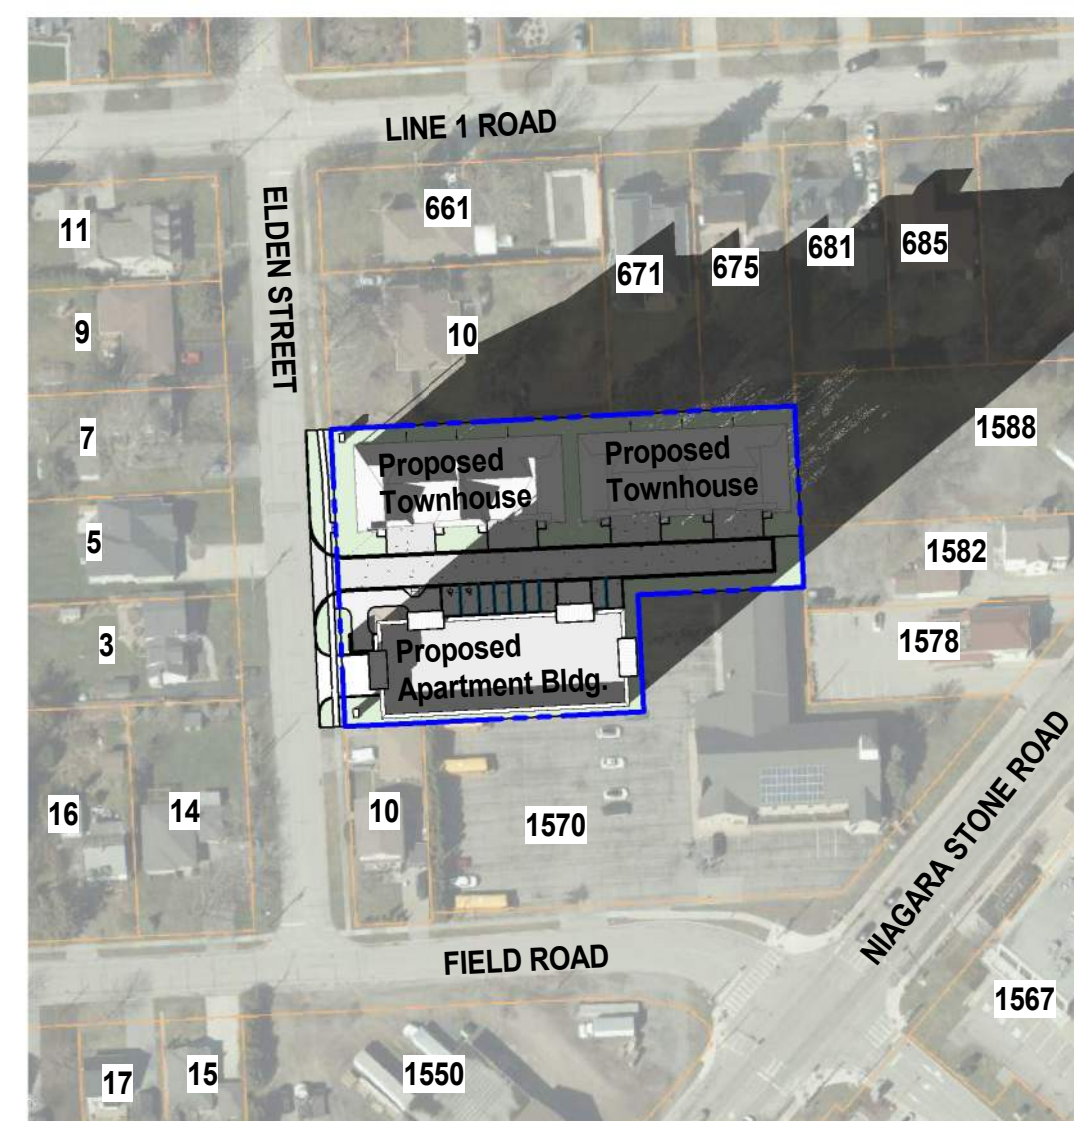 LINE 1 ROAD
ELDEN STREET
661
11
671
675
681
685
9
10
7
1588
Proposed
Townhouse
Proposed
Townhouse
5
1582
3
1578
Proposed
Apartment Bldg.
16
14
10
1570
NIAGARA STONE ROAD
FIELD ROAD
1567
17
15
1550